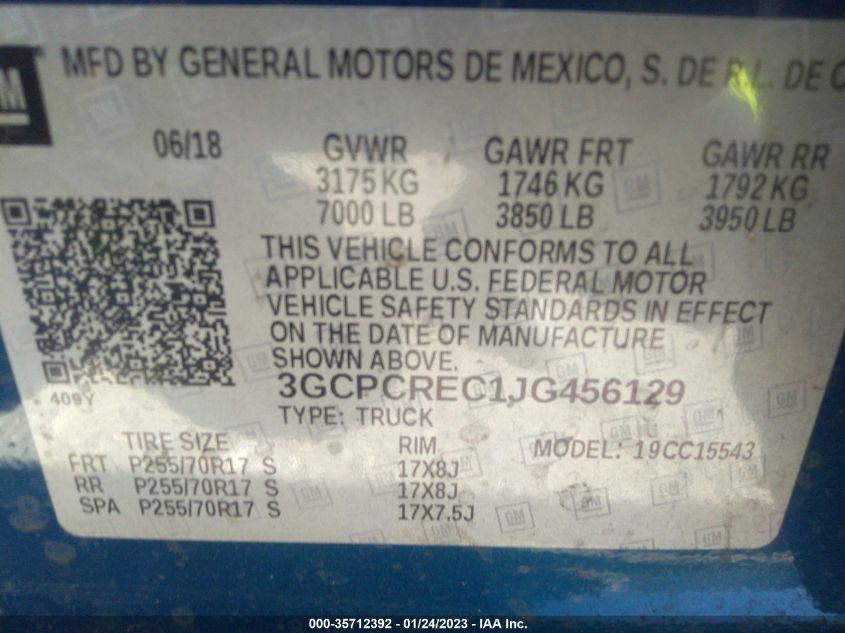 GM
MFD BY GENERAL MOTORS DE MEXICO, S. DE R.L. DE C
06/18 GVWR GAWR FRT GAWR RR
3175 KG 1746 KG 1792 KG
7000 LB 3850 LB 3950 LB
THIS VEHICLE CONFORMS TO ALL
APPLICABLE U.S. FEDERAL MOTOR
VEHICLE SAFETY STANDARDS IN EFFECT
ON THE DATE OF MANUFACTURE
SHOWN ABOVE.
3GCPCREC1JG456129
409Y
TYPE: TRUCK
TIRE SIZE RIM MODEL: 19CC15543
FRT P255/70R17 S 17X8J
RR P255/70R17 S 17X8J
SPA P255/70R17 S 17X7.5J
000-35712392 - 01/24/2023 - IAA Inc.